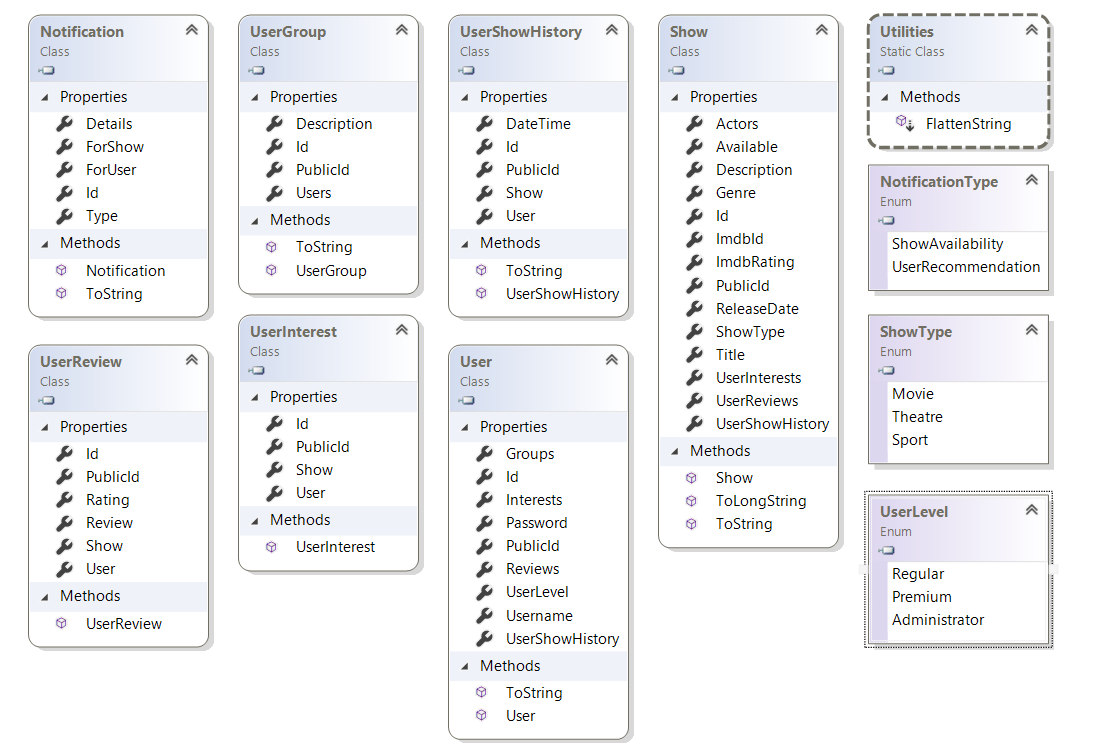 Notification
Class
Properties
Details
ForShow
ForUser
Id
Type
Methods
Notification
ToString
UserReview
Class
Properties
Id
PublicId
Rating
Review
Show
User
Methods
UserReview
UserGroup
Class
Properties
Description
Id
PublicId
Users
Methods
ToString
UserGroup
UserInterest
Class
Properties
Id
PublicId
Show
User
Methods
UserInterest
UserShowHistory
Class
Properties
DateTime
Id
PublicId
Show
User
Methods
ToString
UserShowHistory
User
Class
Properties
Groups
Id
Interests
Password
PublicId
Reviews
UserLevel
Username
UserShowHistory
Methods
ToString
User
Show
Class
Properties
Actors
Available
Description
Genre
Id
ImdbId
ImdbRating
PublicId
ReleaseDate
ShowType
Title
UserInterests
UserReviews
UserShowHistory
Methods
Show
ToLongString
ToString
Utilities
Static Class
Methods
FlattenString
NotificationType
Enum
ShowAvailability
UserRecommendation
ShowType
Enum
Movie
Theatre
Sport
UserLevel
Enum
Regular
Premium
Administrator